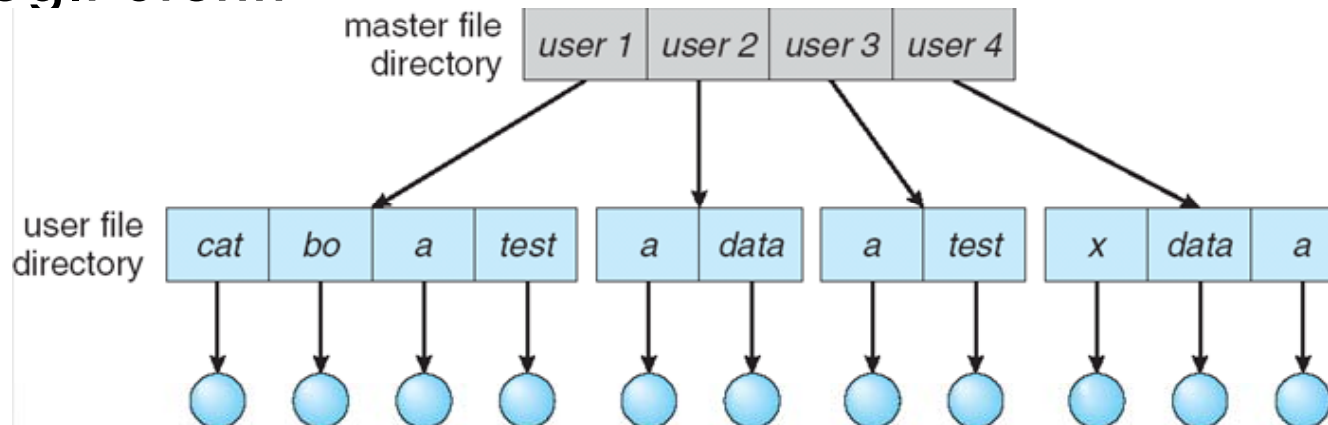 master file
directory
user 1 user 2 user 3 user 4
user file
directory
cat bo a test a data a test x data a